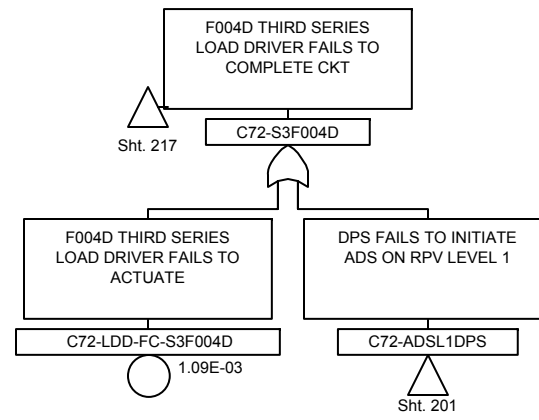 F004D THIRD SERIES
LOAD DRIVER FAILS TO
COMPLETE CKT
Sht. 217
C72-S3F004D
F004D THIRD SERIES
LOAD DRIVER FAILS TO
ACTUATE
C72-LDD-FC-S3F004D
1.09E-03
DPS FAILS TO INITIATE
ADS ON RPV LEVEL 1
C72-ADSL1DPS
Sht. 201